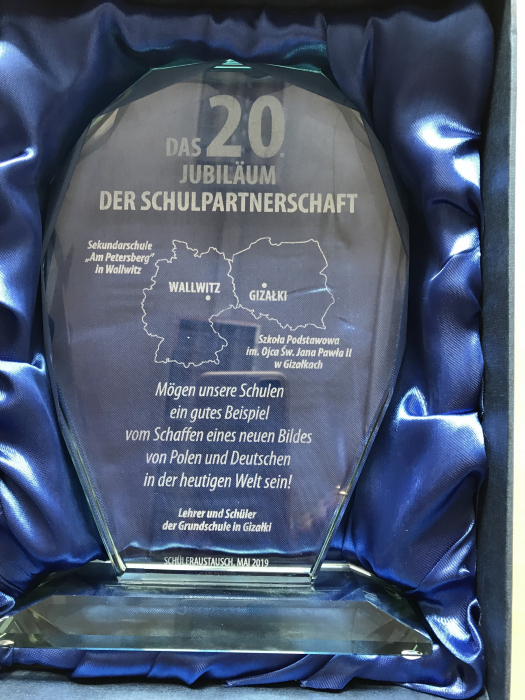 DAS 20.
JUBILÄUM
DER SCHULPARTNERSCHAFT
Sekundarschule
„Am Petersberg"
in Wallwitz
WALLWITZ
GIZAŁKI
Szkoła Podstawowa
im. Ojca Św. Jana Pawła II
w Gizałkach
Mögen unsere Schulen
ein gutes Beispiel
vom Schaffen eines neuen Bildes
von Polen und Deutschen
in der heutigen Welt sein!
Lehrer und Schüler
der Grundschule in Gizałki
SCHÜLERAUSTAUSCH, MAI 2019